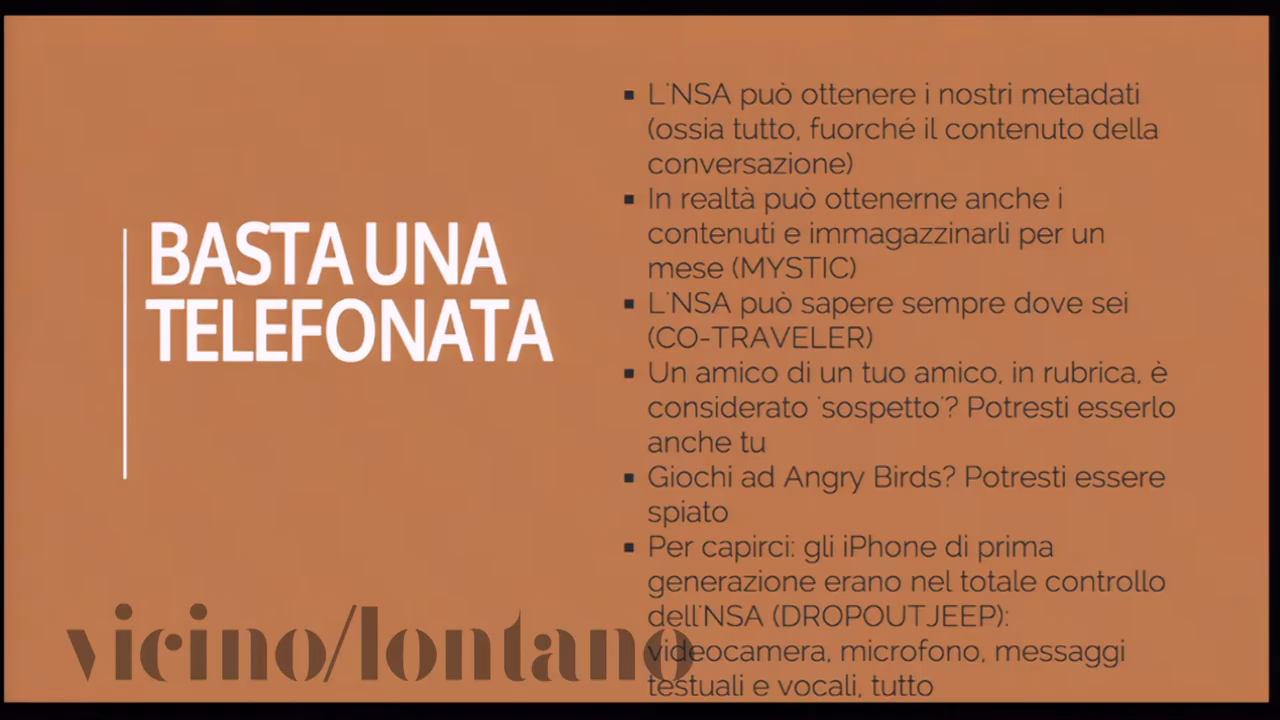 BASTA UNA
TELEFONATA
▪ L'NSA può ottenere i nostri metadati
(ossia tutto, fuorché il contenuto della
conversazione)
▪ In realtà può ottenerne anche i
contenuti e immagazzinarli per un
mese (MYSTIC)
▪ L'NSA può sapere sempre dove sei
(CO-TRAVELER)
▪ Un amico di un tuo amico, in rubrica, è
considerato 'sospetto'? Potresti esserlo
anche tu
▪ Giochi ad Angry Birds? Potresti essere
spiato
▪ Per capirci: gli iPhone di prima
generazione erano nel totale controllo
dell'NSA (DROPOUTJEEP):
videocamera, microfono, messaggi
testuali e vocali, tutto
vicino/lontano